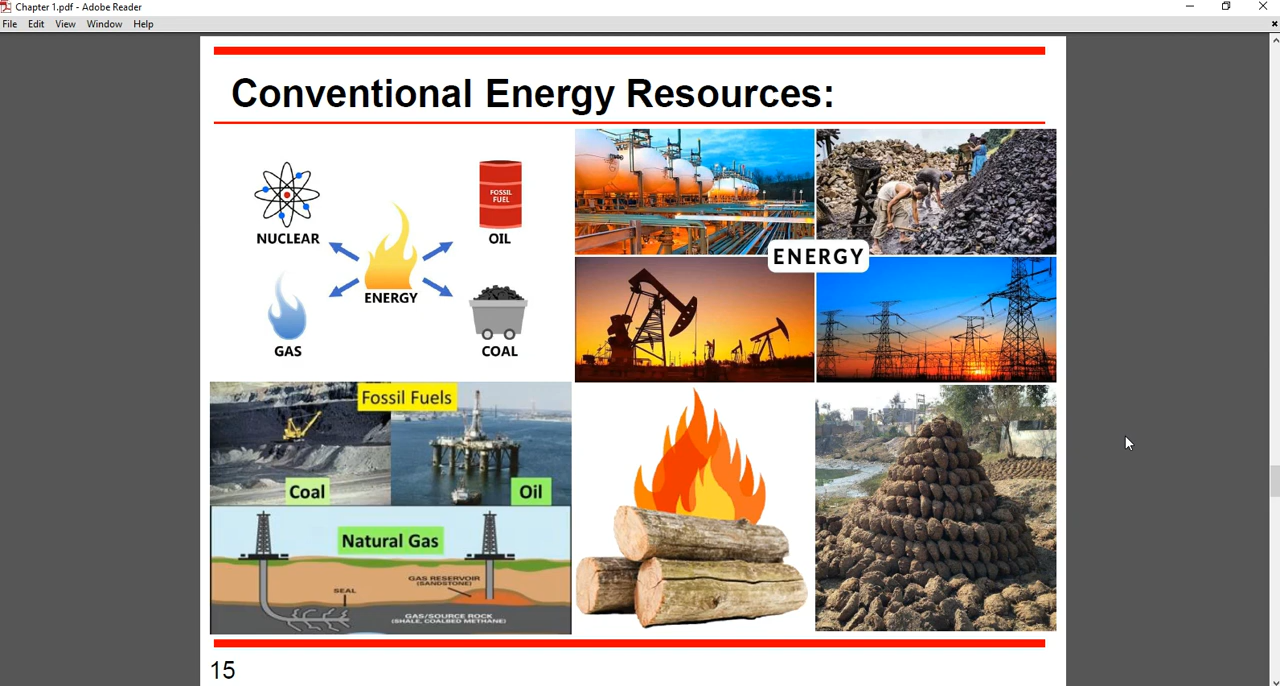 Chapter 1.pdf - Adobe Reader
File Edit View Window Help
Conventional Energy Resources:
NUCLEAR
FOSSIL
FUEL
OIL
ENERGY
GAS
COAL
ENERGY
Fossil Fuels
Coal
Oil
Natural Gas
GAS RESERVOIR
(SANDSTONE)
SEAL
GAS/SOURCE ROCK
(SHALE, COALBED METHANE)
15